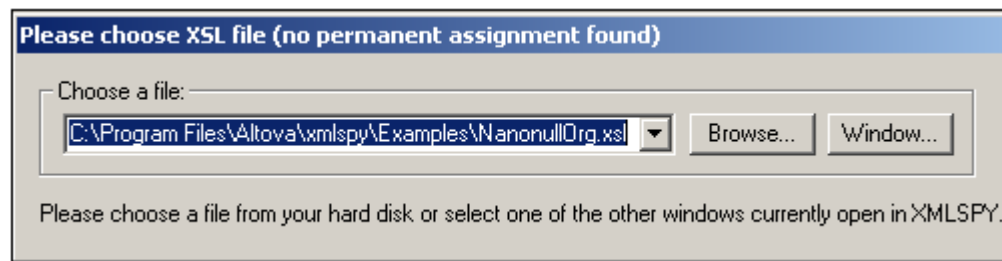 Please choose XSL file (no permanent assignment found)
Choose a file:
C:\Program Files\Altova\xmlspy\Examples\NanonullOrg.xsl Browse... Window...
Please choose a file from your hard disk or select one of the other windows currently open in XMLSPY.